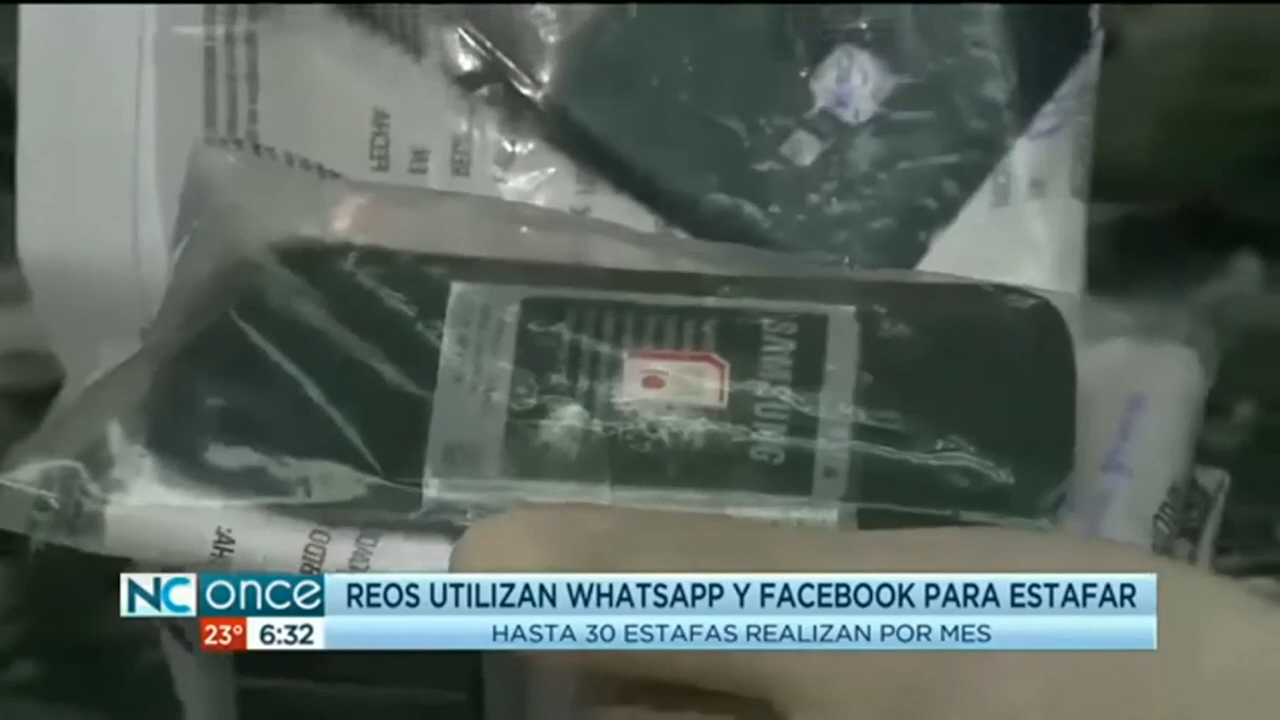 SAMSUNG
NC once
REOS UTILIZAN WHATSAPP Y FACEBOOK PARA ESTAFAR
23° 6:32
HASTA 30 ESTAFAS REALIZAN POR MES